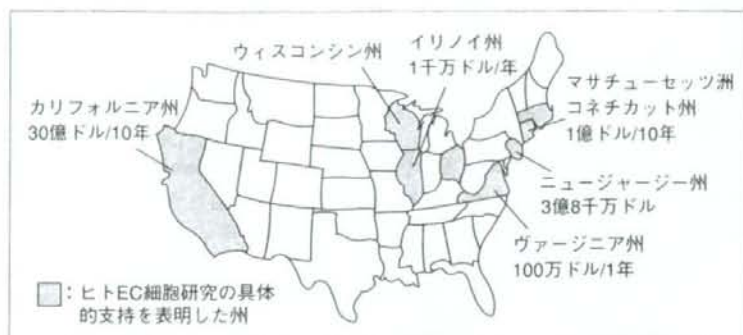 ウィスコンシン州
イリノイ州
1千万ドル/年
カリフォルニア州
30億ドル/10年
マサチューセッツ洲
コネチカット州
1億ドル/10年
ニュージャージー州
3億8千万ドル
ヴァージニア州
100万ドル/1年
：ヒトEC細胞研究の具体
的支持を表明した州